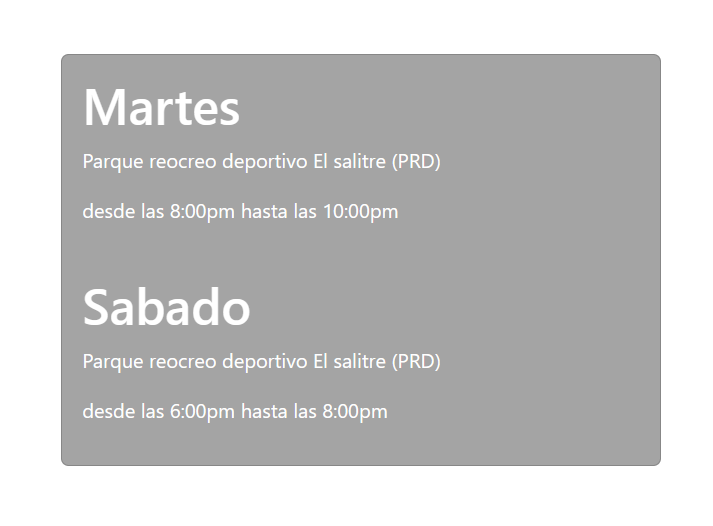 Martes
Parque reocreo deportivo El salitre (PRD)
desde las 8:00pm hasta las 10:00pm
Sabado
Parque reocreo deportivo El salitre (PRD)
desde las 6:00pm hasta las 8:00pm